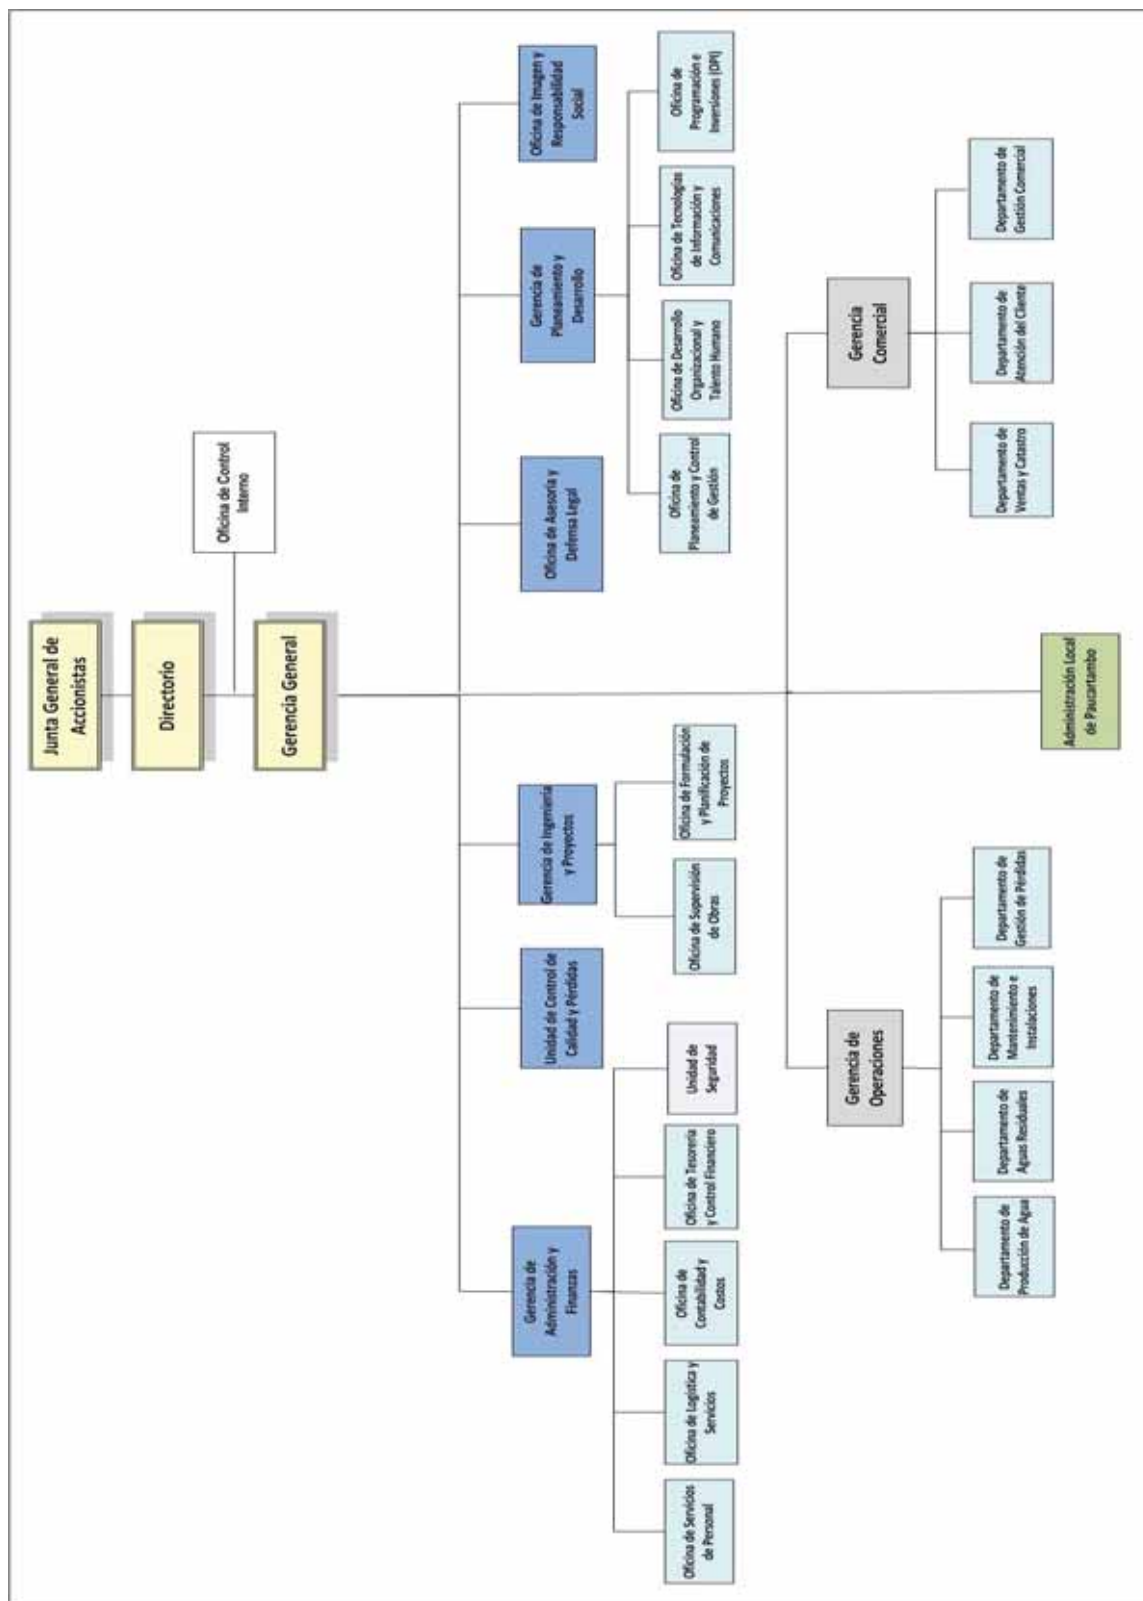 Junta General de
Accionistas
Directorio
Oficina de Control
Interno
Gerencia General
Gerencia de
Administración y
Finanzas
Unidad de Control de
Calidad y Pérdidas
Gerencia de Ingeniería
y Proyectos
Oficina de Asesoría y
Defensa Legal
Gerencia de
Planeamiento y
Desarrollo
Oficina de Imagen y
Responsabilidad
Social
Oficina de Servicios
de Personal
Oficina de Logística y
Servicios
Oficina de
Contabilidad y
Costos
Oficina de Tesorería
y Control Financiero
Unidad de
Seguridad
Oficina de Supervisión
de Obras
Oficina de Formulación
y Planificación de
Proyectos
Oficina de
Planeamiento y Control
de Gestión
Oficina de Desarrollo
Organizacional y
Talento Humano
Oficina de Tecnologías
de Información y
Comunicaciones
Oficina de
Programación e
Inversiones (OPI)
Gerencia de
Operaciones
Gerencia
Comercial
Departamento de
Producción de Agua
Departamento de
Aguas Residuales
Departamento de
Mantenimiento e
Instalaciones
Departamento de
Gestión de Pérdidas
Departamento de
Ventas y Catastro
Departamento de
Atención del Cliente
Departamento de
Gestión Comercial
Administración Local
de Paucartambo